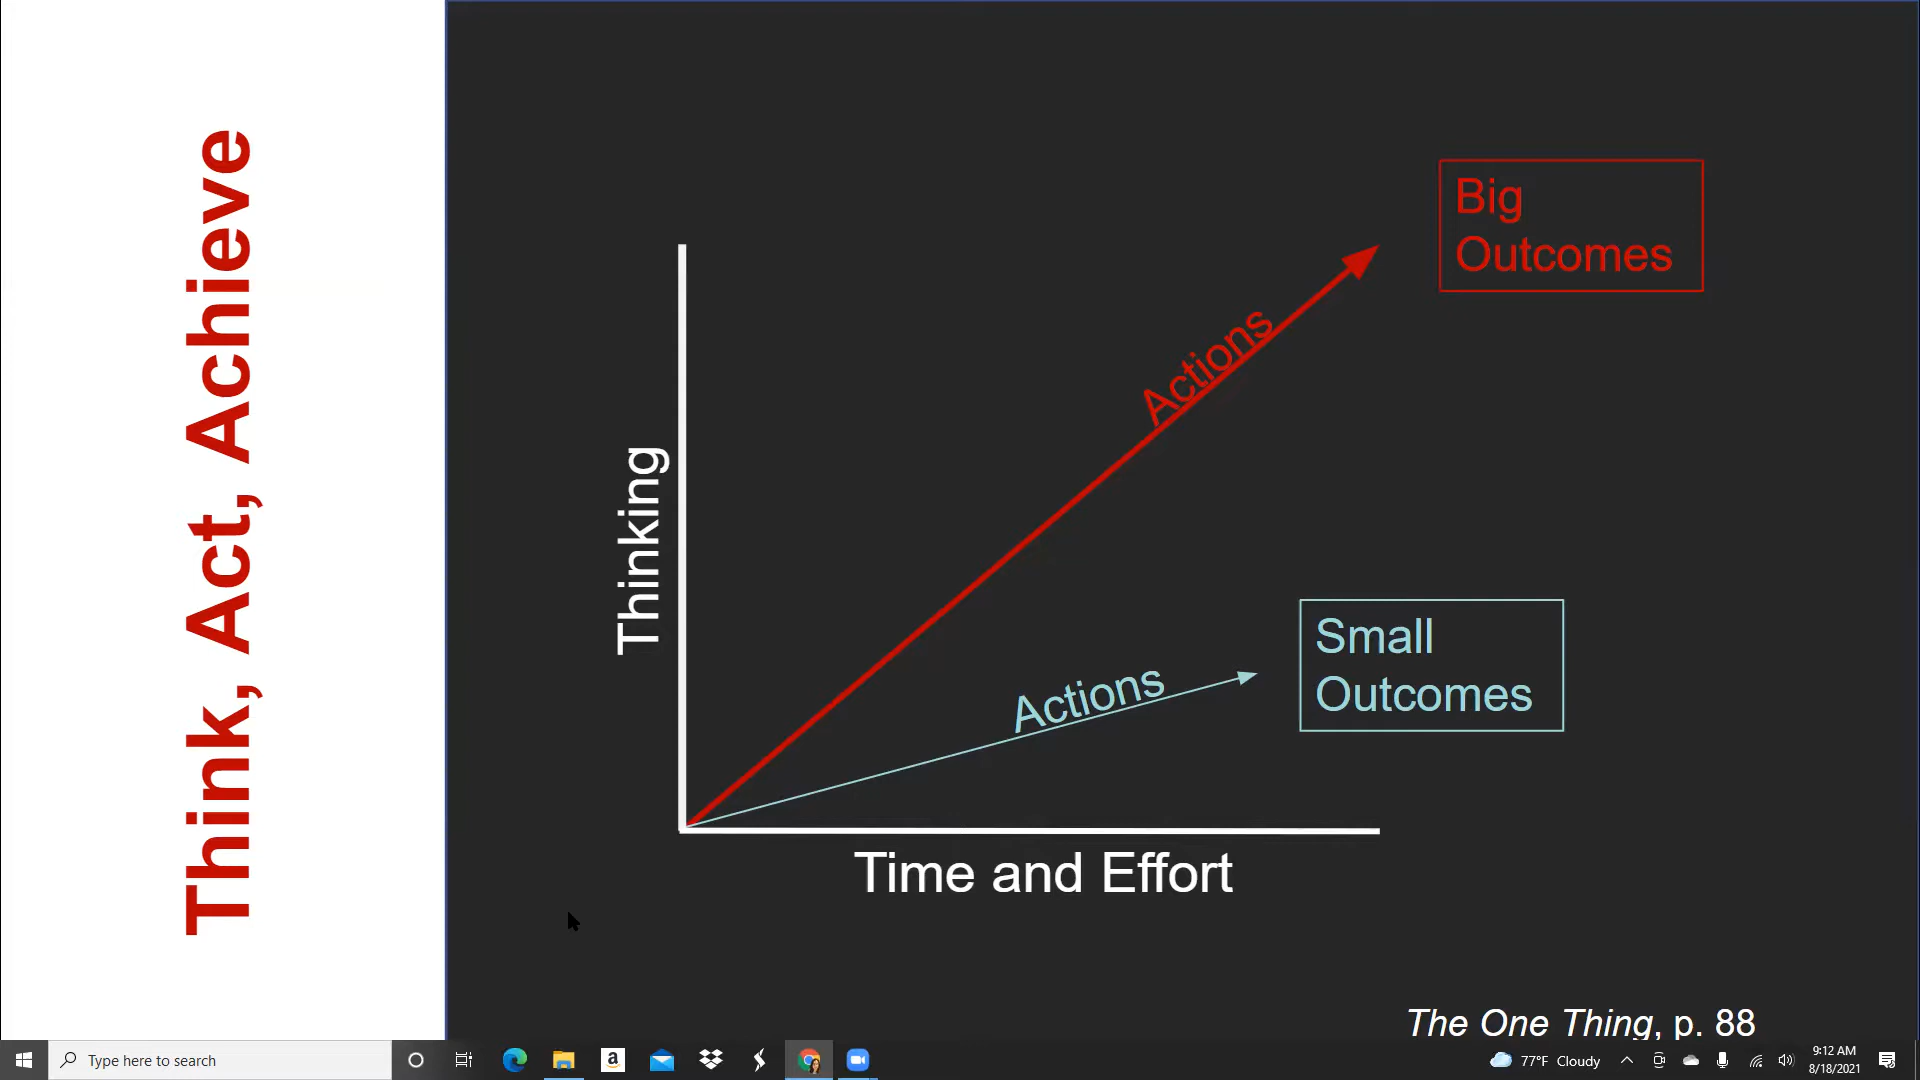 Think, Act, Achieve
Big
Outcomes
Actions
Thinking
Small
Outcomes
Actions
Time and Effort
The One Thing, p. 88
Type here to search
a
77°F Cloudy
9:12 AM
8/18/2021